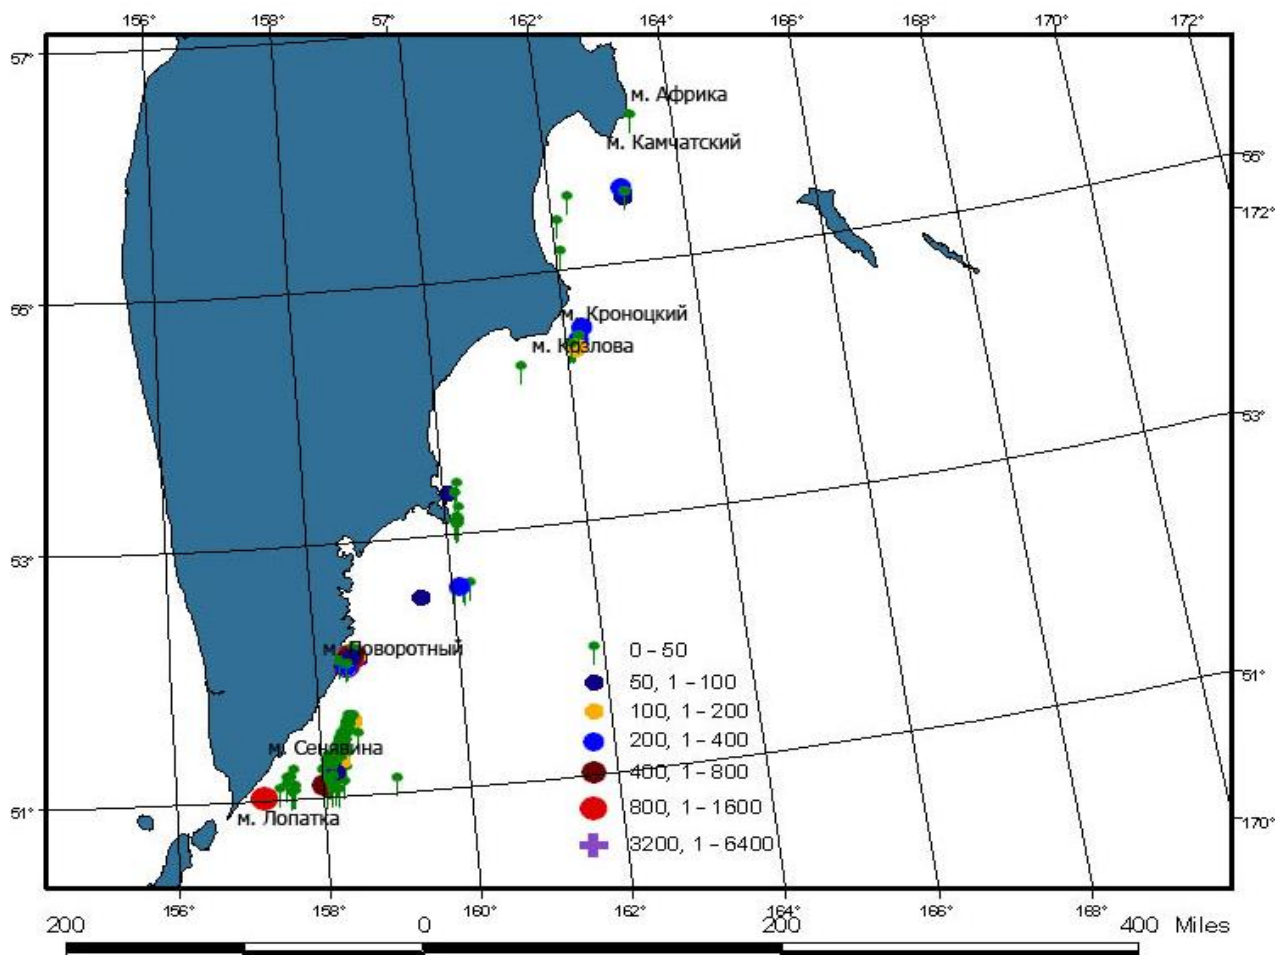 156° 158° 57° 162° 164° 166° 168° 170° 172°
57°
м. Африка
м. Камчатский
56°
172°
55°
м. Кроноцкий
м. Козлова
53°
53°
м. Поворотный
0 - 50
50, 1 - 100
100, 1 - 200
200, 1 - 400
400, 1 - 800
800, 1 - 1600
3200, 1 - 6400
51°
м. Сенявина
51°
м. Лопатка
170°
156° 158° 160° 162° 164° 166° 168°
200 0 200 400 Miles